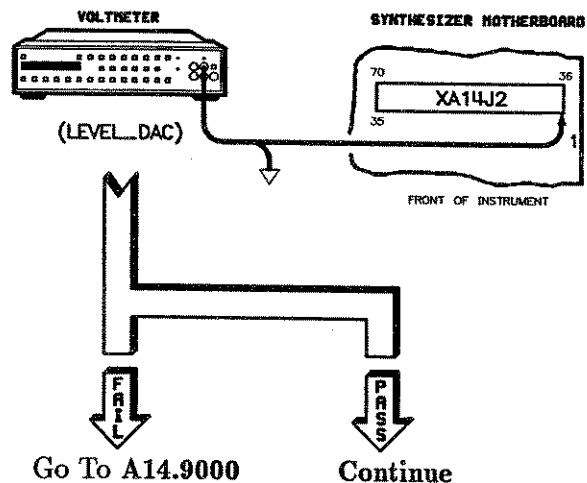 VOLTMETER
SYNTHESIZER MOTHERBOARD
70
36
XA14J2
35
1
(LEVEL_DAC)
FRONT OF INSTRUMENT
FAIL
PASS
Go To A14.9000
Continue